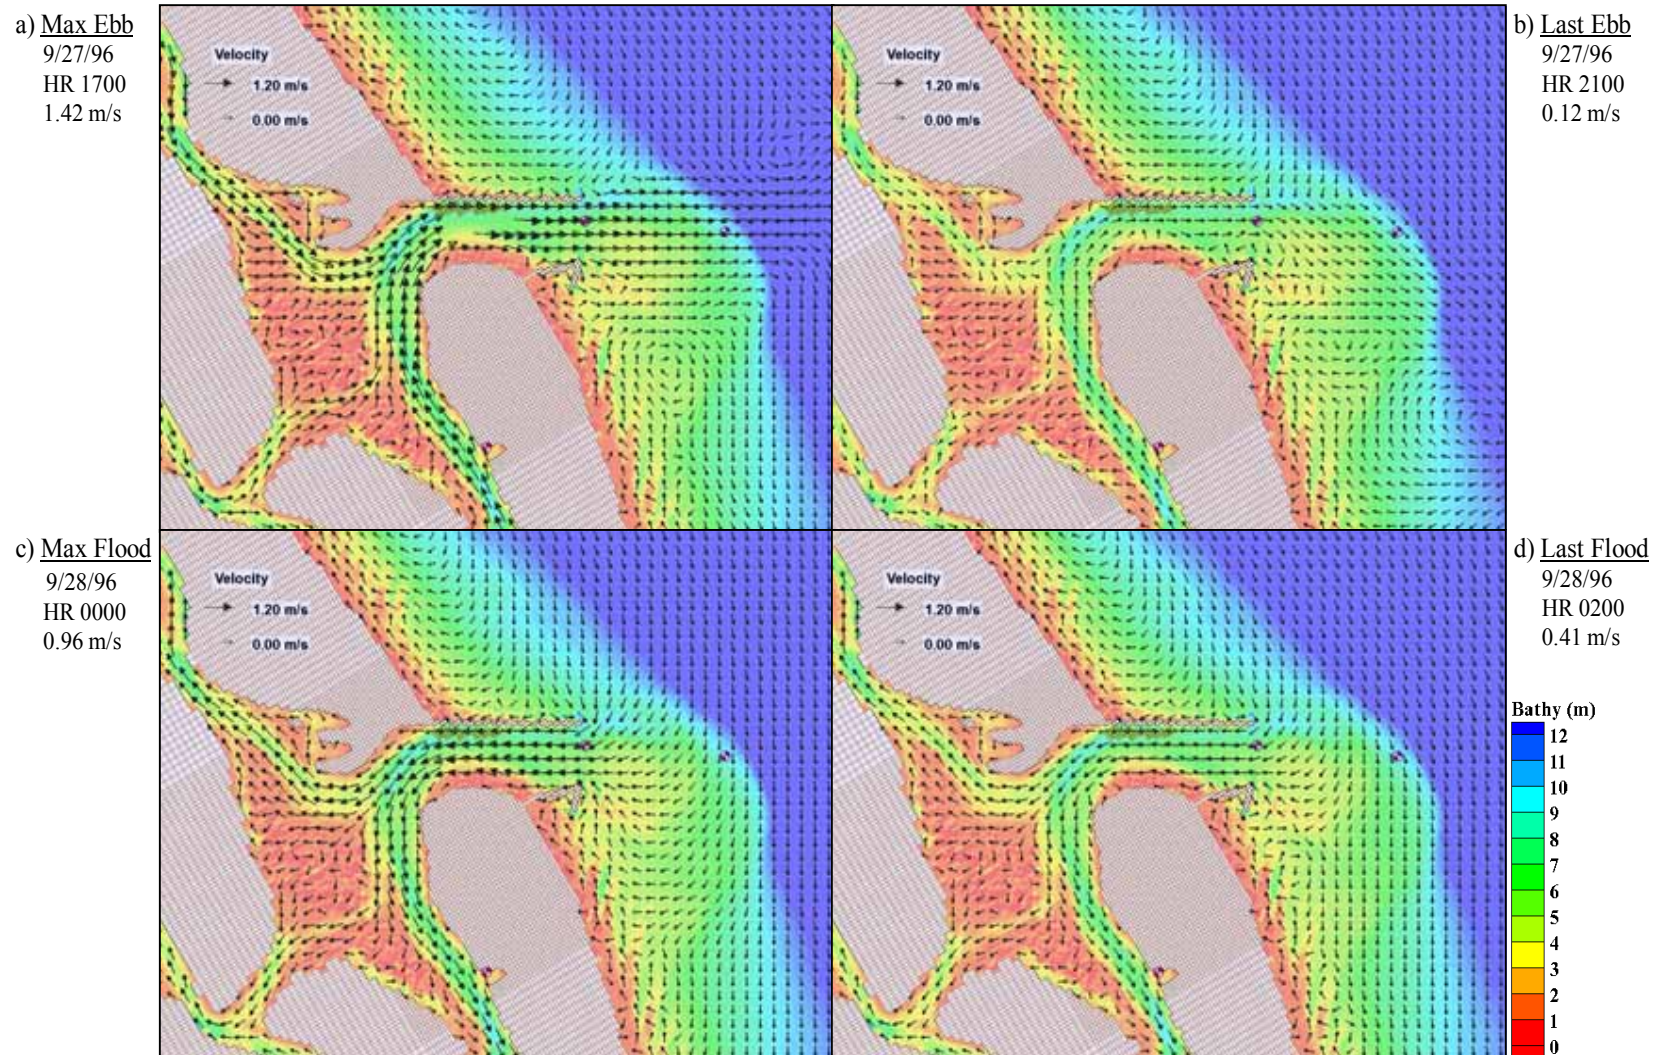 a) Max Ebb
9/27/96
HR 1700
1.42 m/s
Velocity
1.20 m/s
0.00 m/s
b) Last Ebb
9/27/96
HR 2100
0.12 m/s
Velocity
1.20 m/s
0.00 m/s
c) Max Flood
9/28/96
HR 0000
0.96 m/s
Velocity
1.20 m/s
0.00 m/s
d) Last Flood
9/28/96
HR 0200
0.41 m/s
Velocity
1.20 m/s
0.00 m/s
Bathy (m)
12
11
10
9
8
7
6
5
4
3
2
1
0